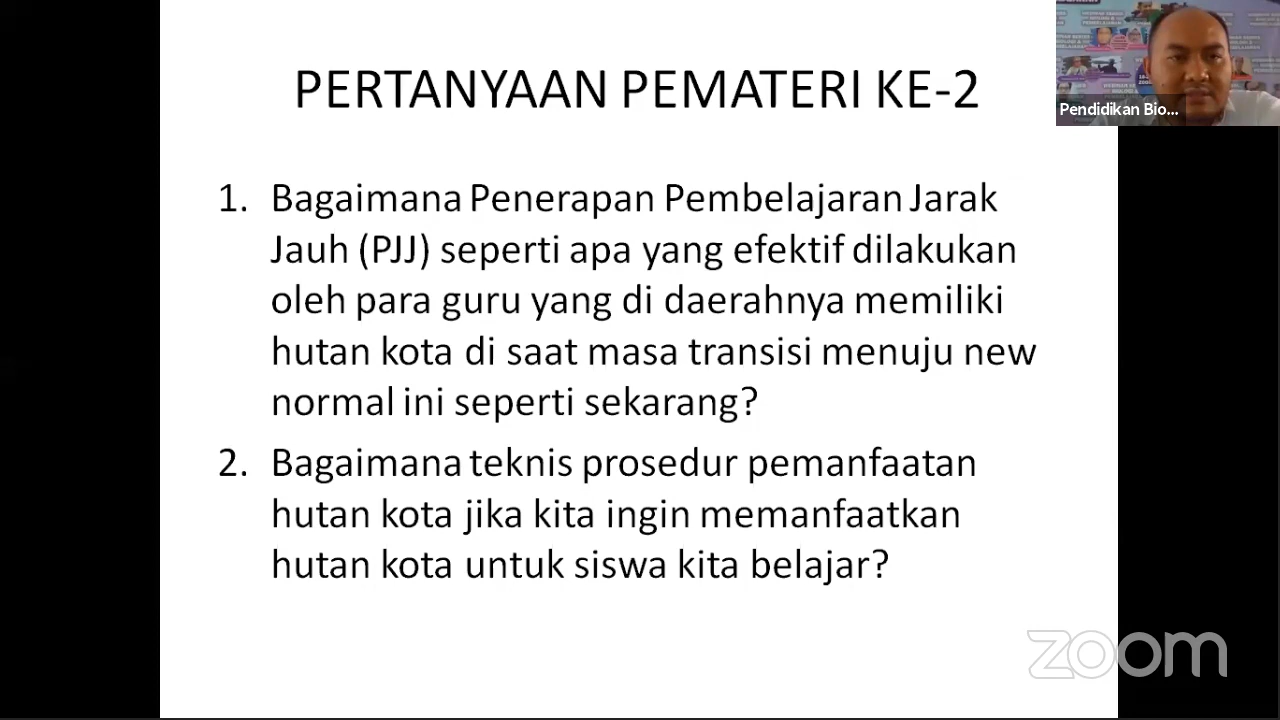 PERTANYAAN PEMATERI KE-2
Pendidikan Bio...
1. Bagaimana Penerapan Pembelajaran Jarak
Jauh (PJJ) seperti apa yang efektif dilakukan
oleh para guru yang di daerahnya memiliki
hutan kota di saat masa transisi menuju new
normal ini seperti sekarang?
2. Bagaimana teknis prosedur pemanfaatan
hutan kota jika kita ingin memanfaatkan
hutan kota untuk siswa kita belajar?
zoom